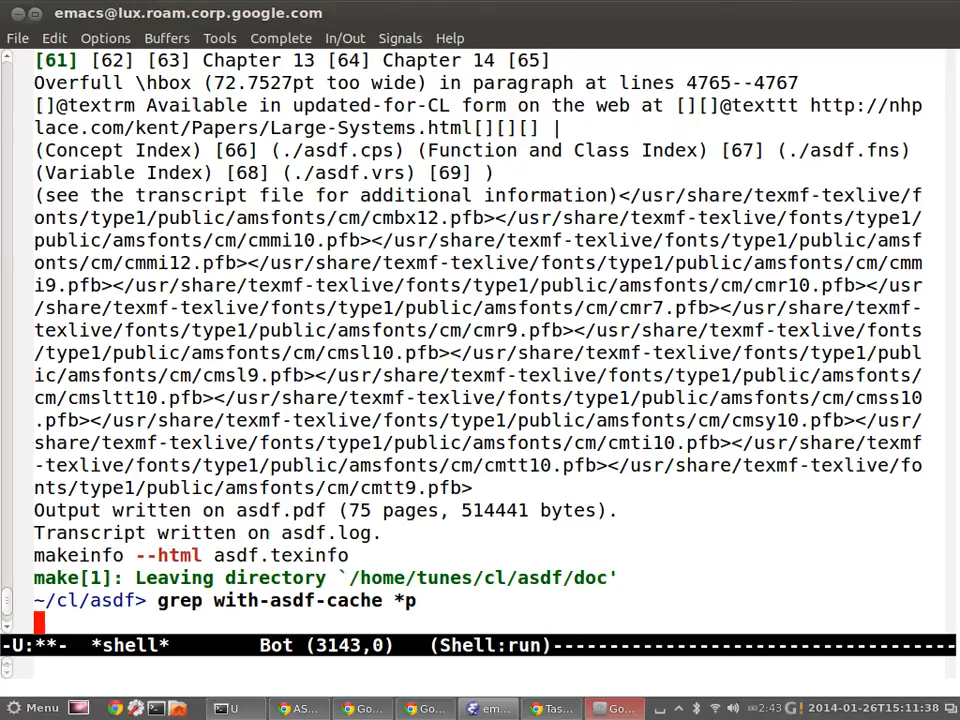 emacs@lux.roam.corp.google.com
File Edit Options Buffers Tools Complete In/Out Signals Help
[61] [62] [63] Chapter 13 [64] Chapter 14 [65]
Overfull \hbox (72.7527pt too wide) in paragraph at lines 4765--4767
[]@textrm Available in updated-for-CL form on the web at [][]@texttt http://nhp
lace.com/kent/Papers/Large-Systems.html[][][] |
(Concept Index) [66] (./asdf.cps) (Function and Class Index) [67] (./asdf.fns)
(Variable Index) [68] (./asdf.vrs) [69] )
(see the transcript file for additional information)</usr/share/texmf-texlive/f
onts/type1/public/amsfonts/cm/cmbx12.pfb></usr/share/texmf-texlive/fonts/type1/
public/amsfonts/cm/cmmi10.pfb></usr/share/texmf-texlive/fonts/type1/public/amsf
onts/cm/cmmi12.pfb></usr/share/texmf-texlive/fonts/type1/public/amsfonts/cm/cmm
i9.pfb></usr/share/texmf-texlive/fonts/type1/public/amsfonts/cm/cmr10.pfb></usr
/share/texmf-texlive/fonts/type1/public/amsfonts/cm/cmr7.pfb></usr/share/texmf-
texlive/fonts/type1/public/amsfonts/cm/cmr9.pfb></usr/share/texmf-texlive/fonts
/type1/public/amsfonts/cm/cmsl10.pfb></usr/share/texmf-texlive/fonts/type1/publ
ic/amsfonts/cm/cmsl9.pfb></usr/share/texmf-texlive/fonts/type1/public/amsfonts/
cm/cmsltt10.pfb></usr/share/texmf-texlive/fonts/type1/public/amsfonts/cm/cmss10
.pfb></usr/share/texmf-texlive/fonts/type1/public/amsfonts/cm/cmsy10.pfb></usr/
share/texmf-texlive/fonts/type1/public/amsfonts/cm/cmti10.pfb></usr/share/texmf
-texlive/fonts/type1/public/amsfonts/cm/cmtt10.pfb></usr/share/texmf-texlive/fo
nts/type1/public/amsfonts/cm/cmtt9.pfb>
Output written on asdf.pdf (75 pages, 514441 bytes).
Transcript written on asdf.log.
makeinfo --html asdf.texinfo
make[1]: Leaving directory `/home/tunes/cl/asdf/doc'
~/cl/asdf> grep with-asdf-cache *p
-U:**- *shell* Bot (3143,0) (Shell:run)-----------------------------------
Menu U AS... Go... Go... em... Tas... Go... 2:43 2014-01-26T15:11:38